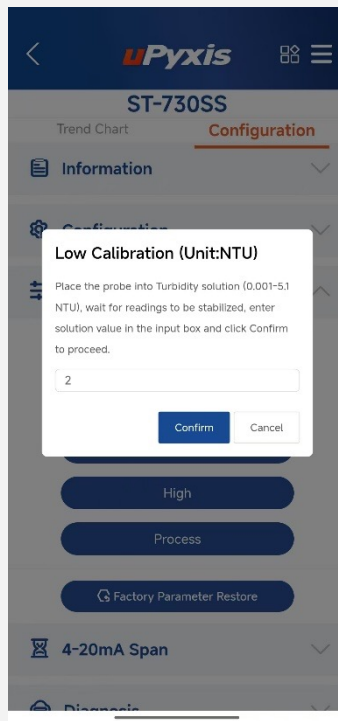 uPyxis
ST-730SS
Trend Chart Configuration
Information
Configuration
Low Calibration (Unit:NTU)
Place the probe into Turbidity solution (0.001-5.1
NTU), wait for readings to be stabilized, enter
solution value in the input box and click Confirm
to proceed.
2
Confirm Cancel
High
Process
Factory Parameter Restore
4-20mA Span
Diagnosis